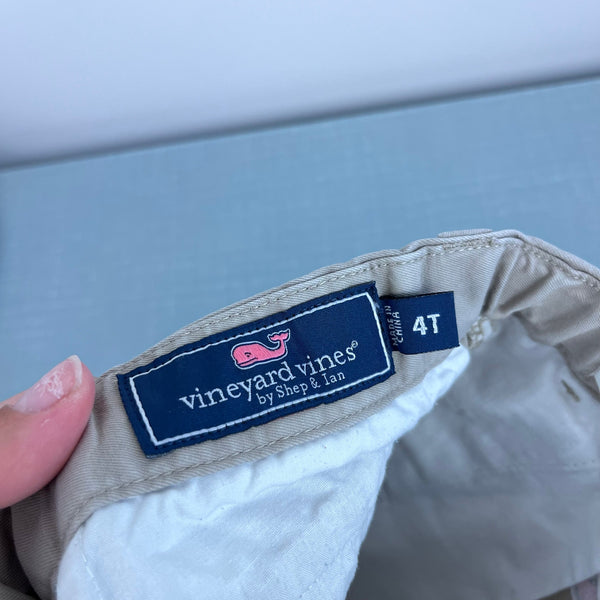 vineyard vines®
by Shep & Ian
MADE IN
CHINA
4T